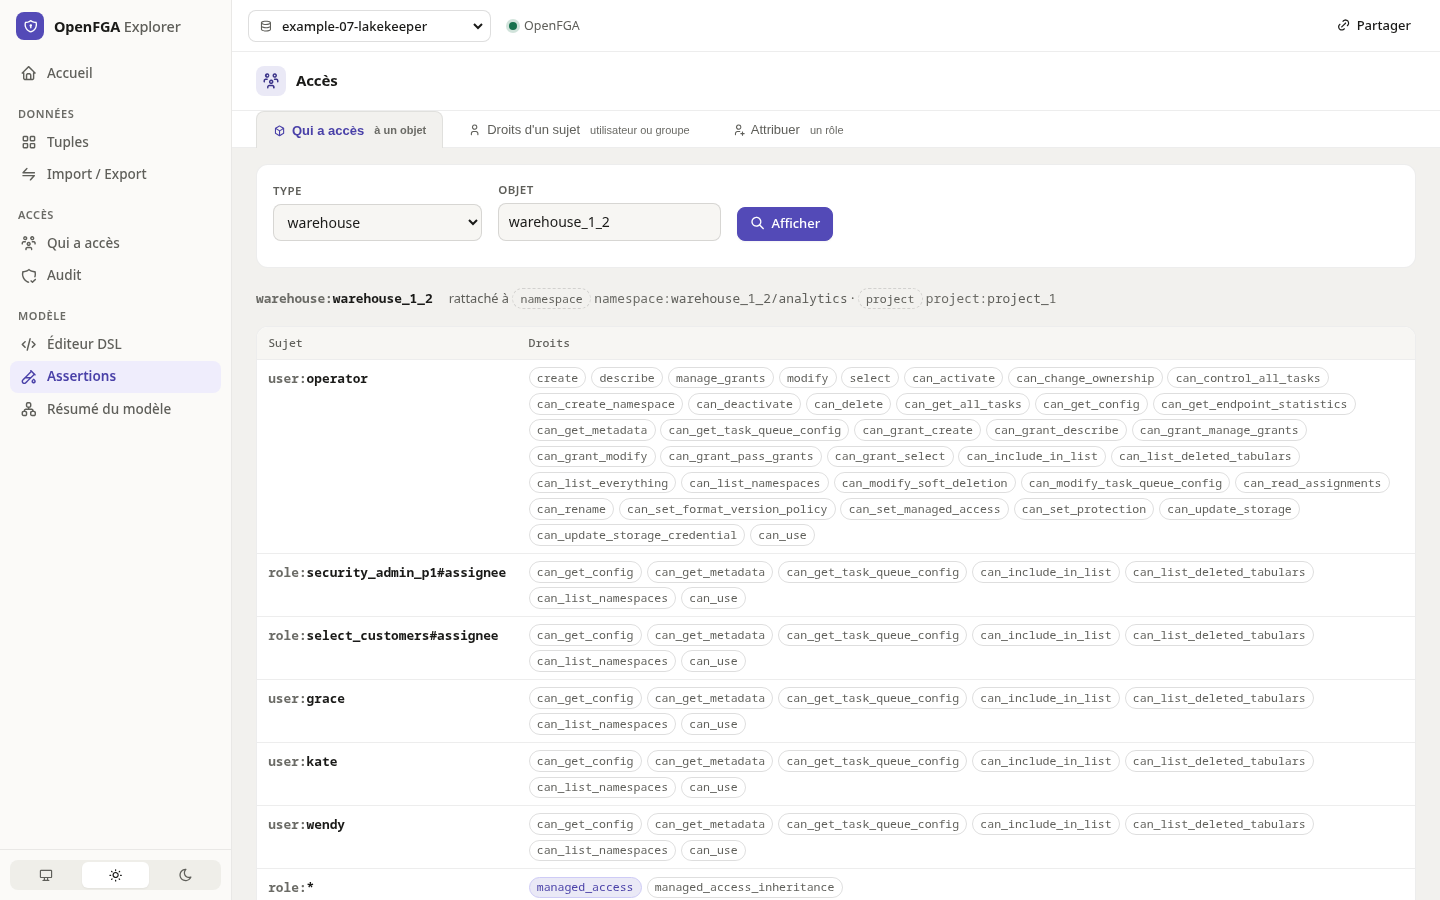 OpenFGA Explorer
example-07-lakekeeper
OpenFGA
Partager
Accueil
DONNÉES
Tuples
Import / Export
ACCÈS
Qui a accès
Audit
MODÈLE
Éditeur DSL
Assertions
Résumé du modèle
Accès
Qui a accès à un objet
Droits d'un sujet utilisateur ou groupe
Attribuer un rôle
TYPE
OBJET
warehouse
warehouse_1_2
Afficher
warehouse:warehouse_1_2 rattaché à namespace namespace:warehouse_1_2/analytics · project project:project_1
Sujet Droits
user:operator create describe manage_grants modify select can_activate can_change_ownership can_control_all_tasks
can_create_namespace can_deactivate can_delete can_get_all_tasks can_get_config can_get_endpoint_statistics
can_get_metadata can_get_task_queue_config can_grant_create can_grant_describe can_grant_manage_grants
can_grant_modify can_grant_pass_grants can_grant_select can_include_in_list can_list_deleted_tabulars
can_list_everything can_list_namespaces can_modify_soft_deletion can_modify_task_queue_config can_read_assignments
can_rename can_set_format_version_policy can_set_managed_access can_set_protection can_update_storage
can_update_storage_credential can_use
role:security_admin_p1#assignee can_get_config can_get_metadata can_get_task_queue_config can_include_in_list can_list_deleted_tabulars
can_list_namespaces can_use
role:select_customers#assignee can_get_config can_get_metadata can_get_task_queue_config can_include_in_list can_list_deleted_tabulars
can_list_namespaces can_use
user:grace can_get_config can_get_metadata can_get_task_queue_config can_include_in_list can_list_deleted_tabulars
can_list_namespaces can_use
user:kate can_get_config can_get_metadata can_get_task_queue_config can_include_in_list can_list_deleted_tabulars
can_list_namespaces can_use
user:wendy can_get_config can_get_metadata can_get_task_queue_config can_include_in_list can_list_deleted_tabulars
can_list_namespaces can_use
role:* managed_access managed_access_inheritance